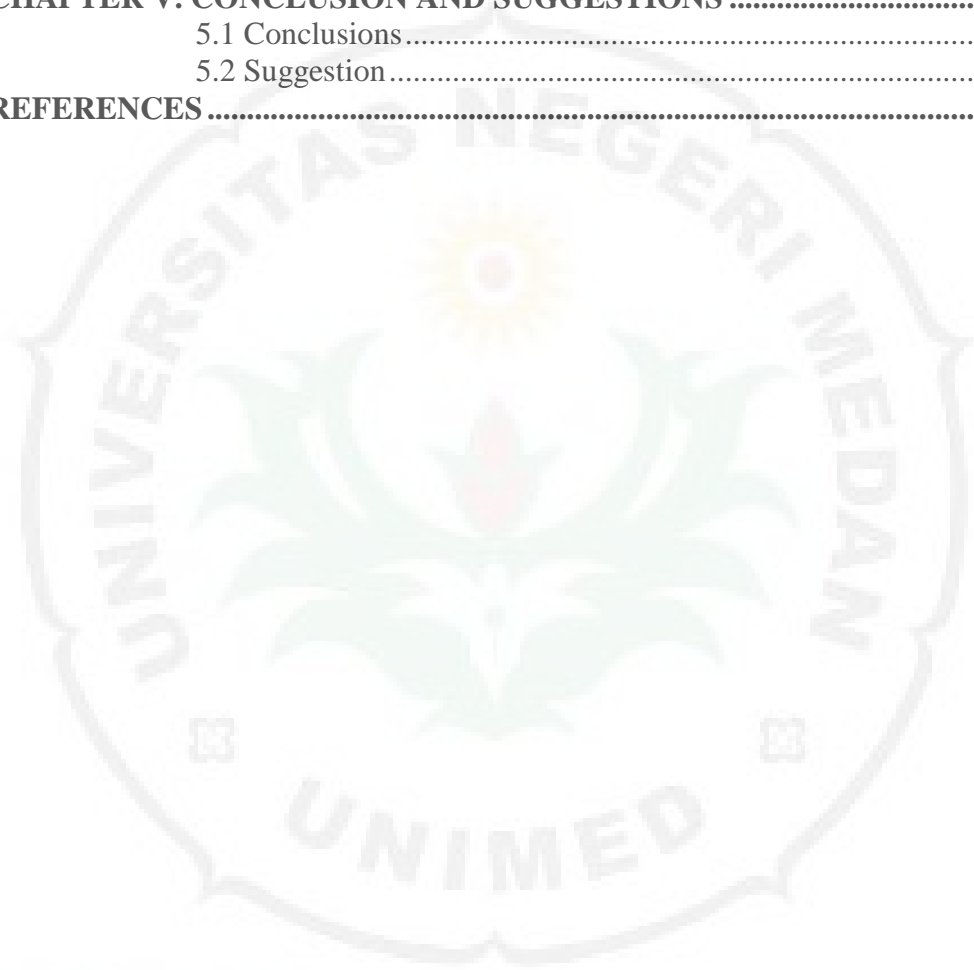 CHAPTER V. CONCLUSION AND SUGGESTIONS ..............................
5.1 Conclusions ..............................................................................
5.2 Suggestion ................................................................................
REFERENCES ..........................................................................................
UNIVERSITAS NEGERI MEDAN
UNIMED